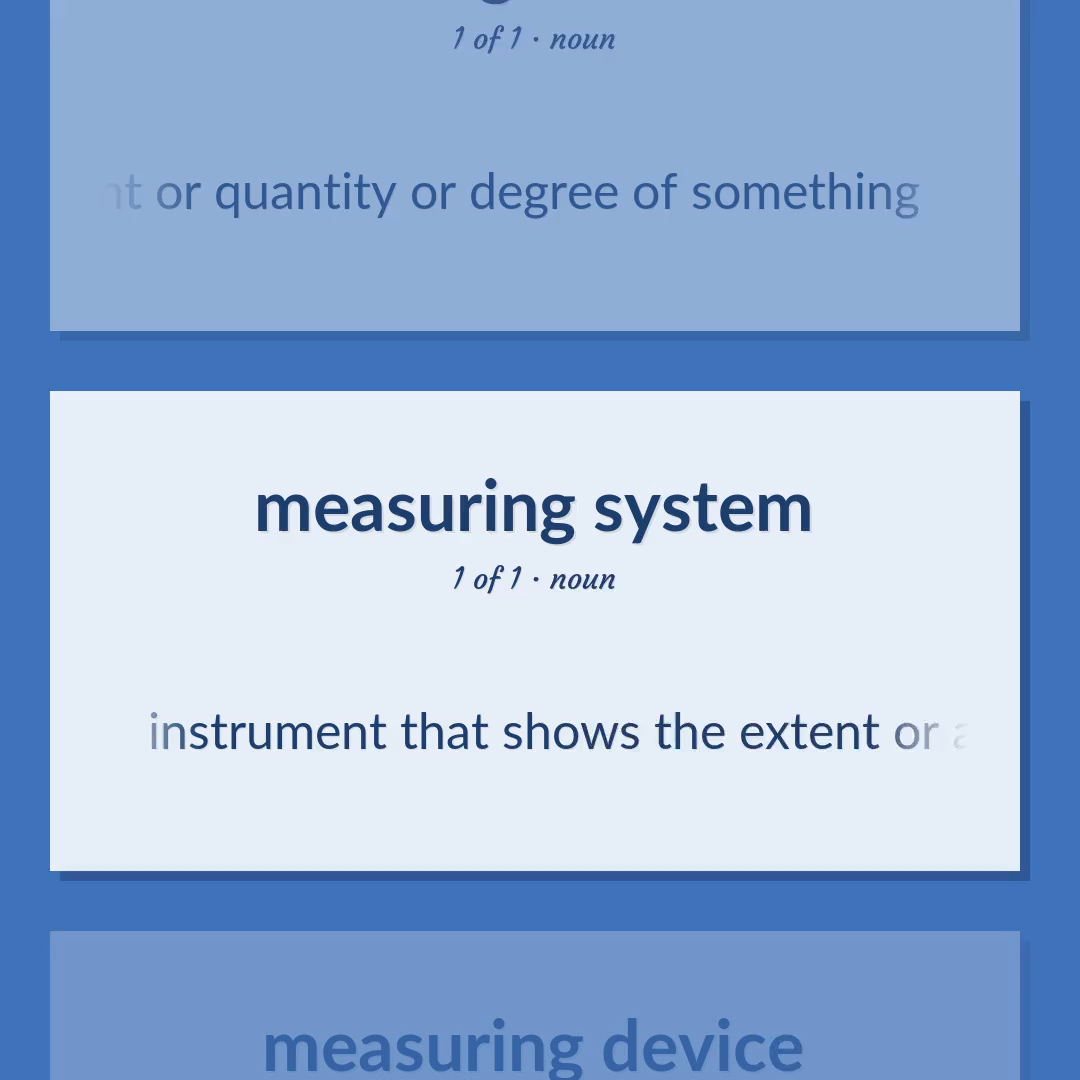 1 of 1 · noun
or quantity or degree of something
measuring system
1 of 1 · noun
instrument that shows the extent or
measuring device